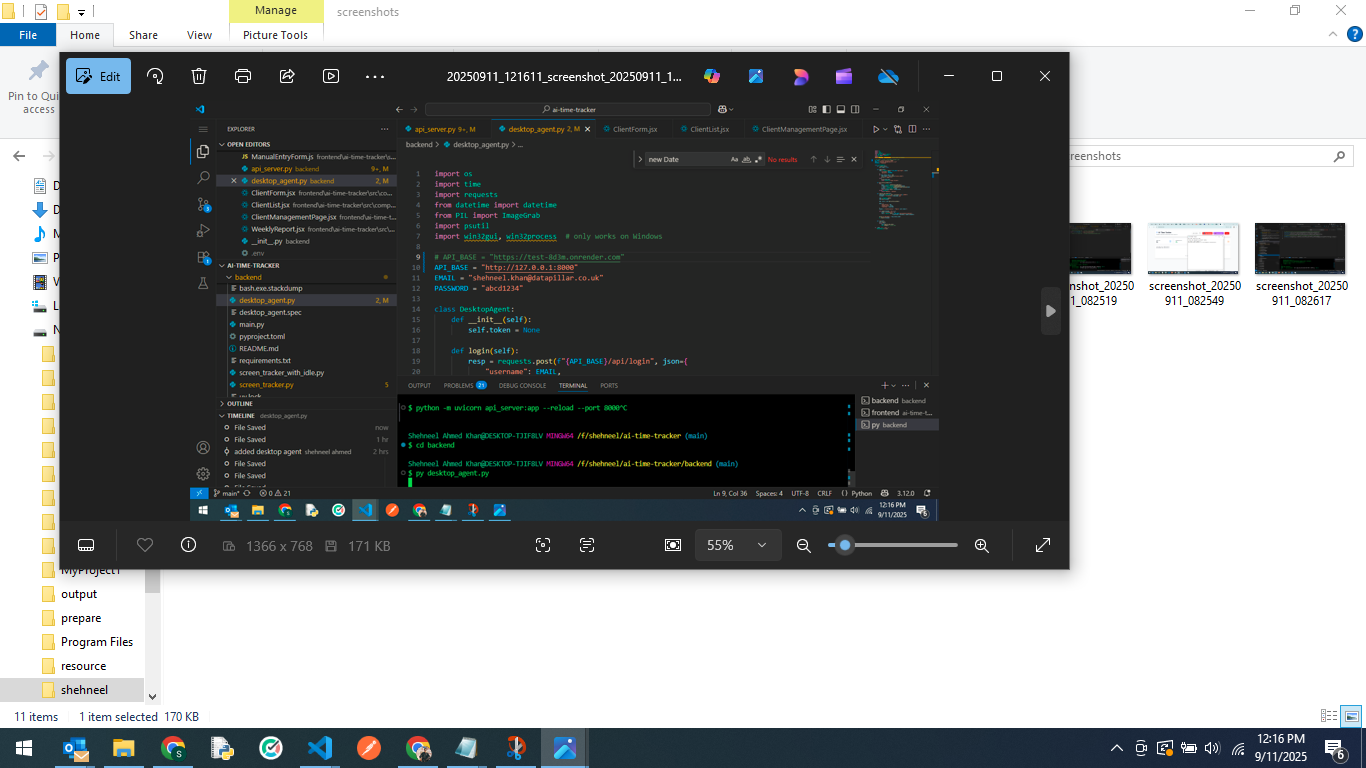 Manage
screenshots
File
Home
Share
View
Picture Tools
Pin to Qui
access
Edit
20250911_121611_screenshot_20250911_1...
ai-time-tracker
EXPLORER
OPEN EDITORS
ManualEntryForm.js frontend\ai-time-tracker\s...
api_server.py backend 9+, M
desktop_agent.py backend 2, M
ClientForm.jsx frontend\ai-time-tracker\src\co...
ClientList.jsx frontend\ai-time-tracker\src\comp...
ClientManagementPage.jsx frontend\ai-time-t...
WeeklyReport.jsx frontend\ai-time-tracker\src...
__init__.py backend
.env
AI-TIME-TRACKER
backend
bash.exe.stackdump
desktop_agent.py 2, M
desktop_agent.spec
main.py
pyproject.toml
README.md
requirements.txt
screen_tracker_with_idle.py
screen_tracker.py 5
uv.lock
OUTLINE
TIMELINE desktop_agent.py
File Saved now
File Saved 1 hr
added desktop agent shehneel ahmed 2 hrs
File Saved
File Saved
File Saved
api_server.py 9+, M
desktop_agent.py 2, M
ClientForm.jsx
ClientList.jsx
ClientManagementPage.jsx
backend > desktop_agent.py > ...
new Date
Aa
ab
No results
1 import os
2 import time
3 import requests
4 from datetime import datetime
5 from PIL import ImageGrab
6 import psutil
7 import win32gui, win32process # only works on Windows
8
9 # API_BASE = "https://test-8d3m.onrender.com"
10 API_BASE = "http://127.0.0.1:8000"
11 EMAIL = "shehneel.khan@datapillar.co.uk"
12 PASSWORD = "abcd1234"
13
14 class DesktopAgent:
15 def __init__(self):
16 self.token = None
17
18 def login(self):
19 resp = requests.post(f"{API_BASE}/api/login", json={
20 "username": EMAIL,
OUTPUT
PROBLEMS 21
DEBUG CONSOLE
TERMINAL
PORTS
$ python -m uvicorn api_server:app --reload --port 8000^C
Shehneel Ahmed Khan@DESKTOP-TJIF8LV MINGW64 /f/shehneel/ai-time-tracker (main)
$ cd backend
Shehneel Ahmed Khan@DESKTOP-TJIF8LV MINGW64 /f/shehneel/ai-time-tracker/backend (main)
$ py desktop_agent.py
backend backend
frontend ai-time-t...
py backend
main*
0
21
Ln 9, Col 36
Spaces: 4
UTF-8
CRLF
Python
3.12.0
12:16 PM
9/11/2025
1366 x 768
171 KB
55%
reenshots
nshot_20250
911_082519
screenshot_20250
911_082549
screenshot_20250
911_082617
MyProject1
output
prepare
Program Files
resource
shehneel
11 items
1 item selected 170 KB
12:16 PM
9/11/2025
6